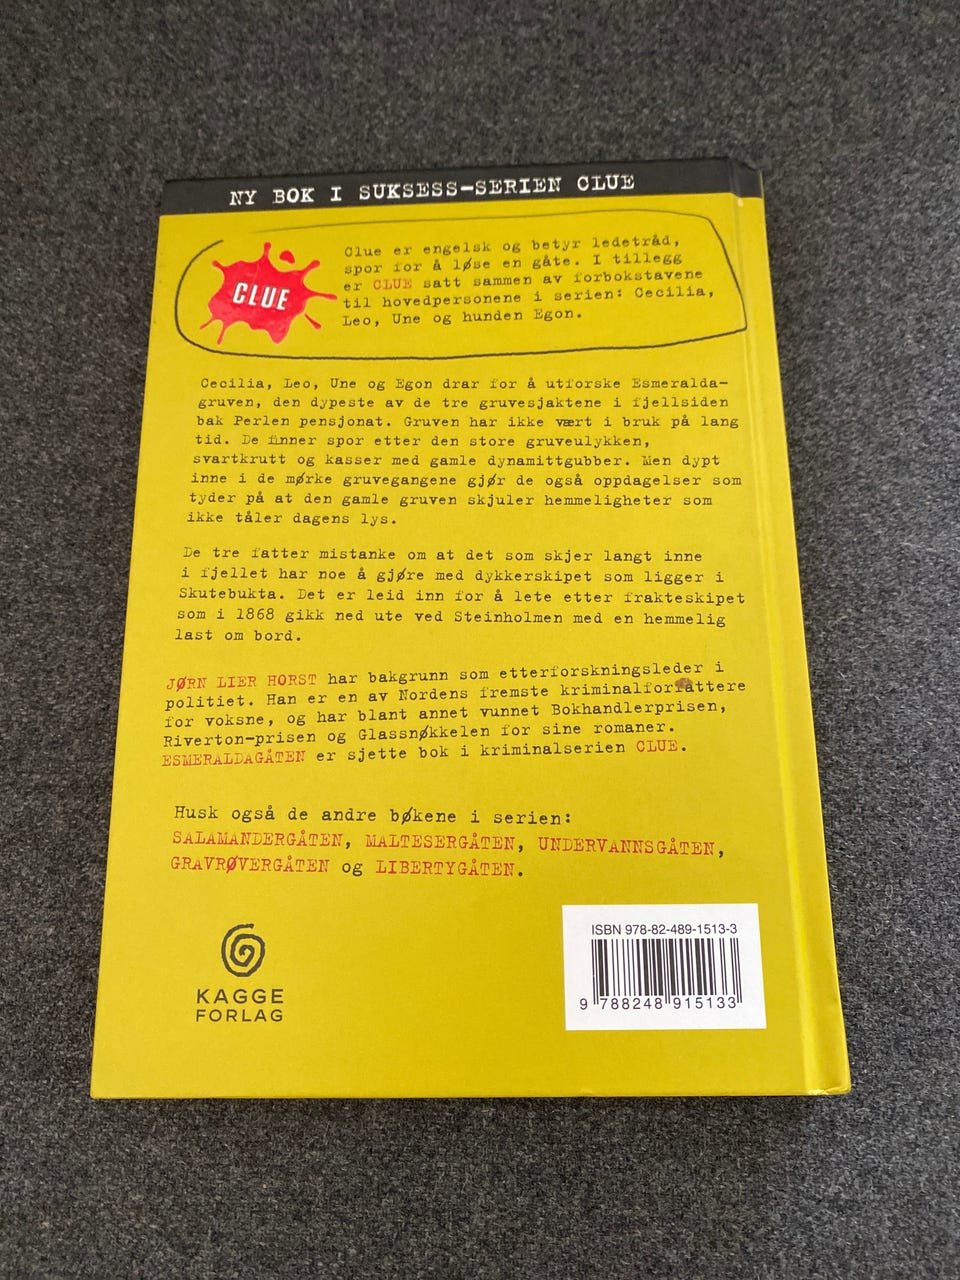 NY BOK I SUKSESS-SERIEN CLUE
CLUE
Clue er engelsk og betyr ledetråd,
spor for å løse en gåte. I tillegg
er CLUE satt sammen av forbokstavene
til hovedpersonene i serien: Cecilia,
Leo, Une og hunden Egon.
Cecilia, Leo, Une og Egon drar for å utforske Esmeralda-
gruven, den dypeste av de tre gruvesjaktene i fjellsiden
bak Perlen pensjonat. Gruven har ikke vært i bruk på lang
tid. De finner spor etter den store gruveulykken,
svartkrutt og kasser med gamle dynamittgubber. Men dypt
inne i de mørke gruvegangene gjør de også oppdagelser som
tyder på at den gamle gruven skjuler hemmeligheter som
ikke tåler dagens lys.
De tre fatter mistanke om at det som skjer langt inne
i fjellet har noe å gjøre med dykkerskipet som ligger i
Skutebukta. Det er leid inn for å lete etter frakteskipet
som i 1868 gikk ned ute ved Steinholmen med en hemmelig
last om bord.
JØRN LIER HORST har bakgrunn som etterforskningsleder i
politiet. Han er en av Nordens fremste kriminalforfattere
for voksne, og har blant annet vunnet Bokhandlerprisen,
Riverton-prisen og Glassnøkkelen for sine romaner.
ESMERALDAGÅTEN er sjette bok i kriminalserien CLUE.
Husk også de andre bøkene i serien:
SALAMANDERGÅTEN, MALTESERGÅTEN, UNDERVANNSGÅTEN,
GRAVRØVERGÅTEN og LIBERTYGÅTEN.
KAGGE
FORLAG
ISBN 978-82-489-1513-3
9 788248 915133